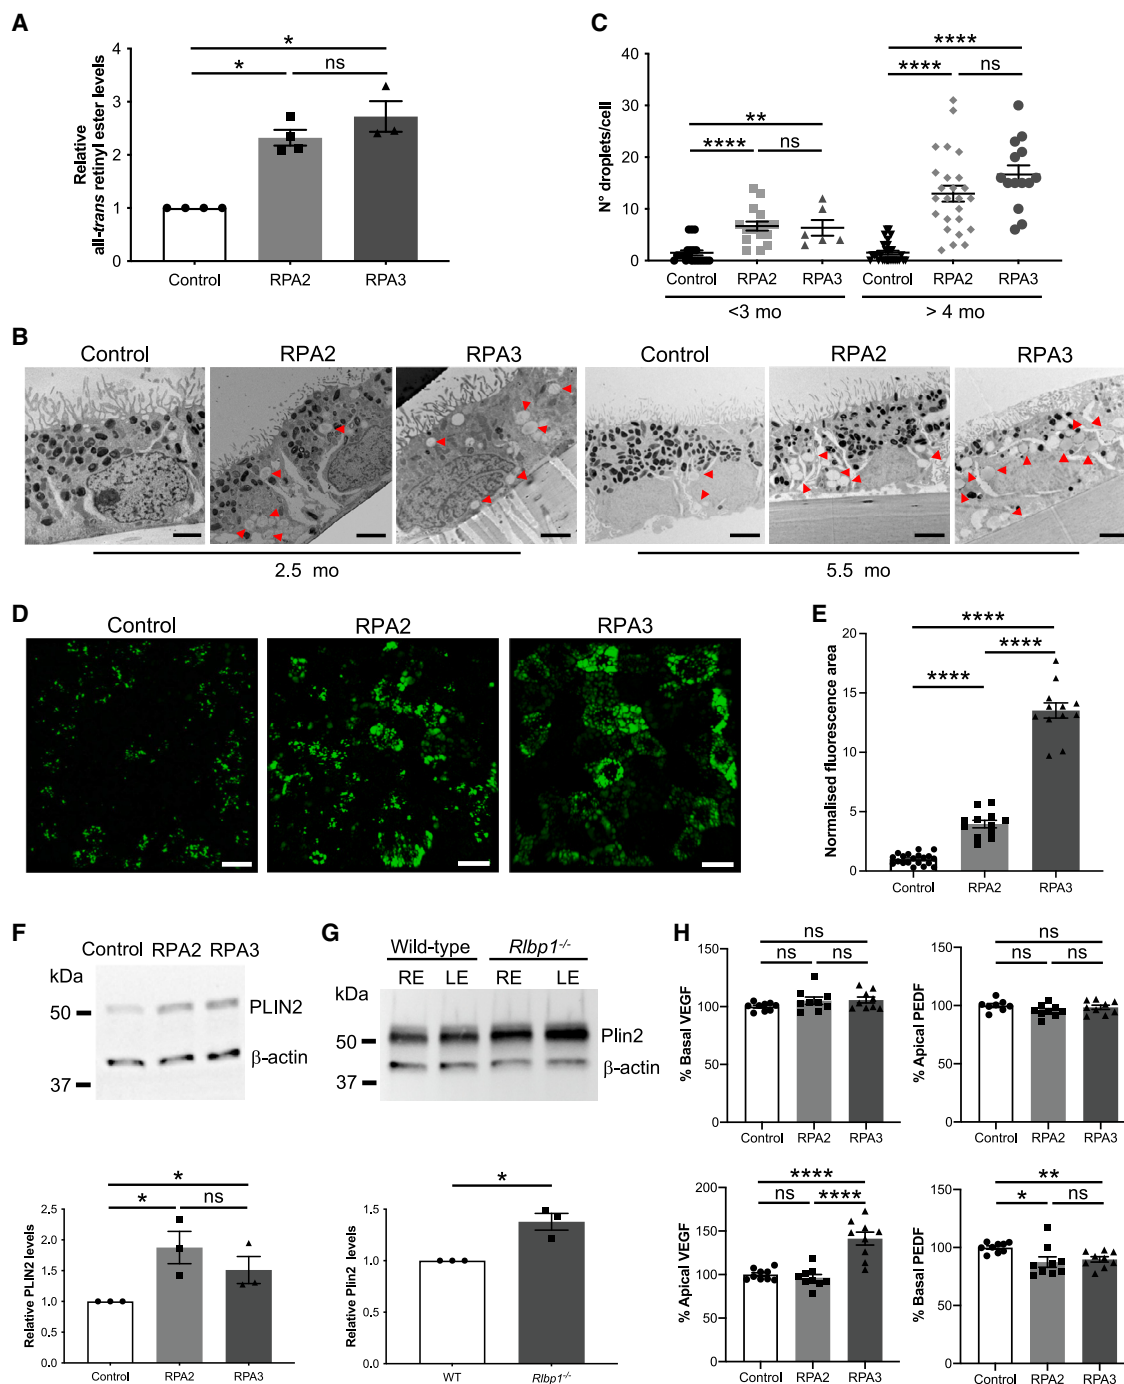 A
Relative
all-trans retinyl ester levels
4
3
2
1
0
*
*
ns
Control
RPA2
RPA3
C
N° droplets/cell
40
30
20
10
0
**
****
ns
****
****
ns
Control
RPA2
RPA3
Control
RPA2
RPA3
<3 mo
> 4 mo
B
Control
RPA2
RPA3
Control
RPA2
RPA3
2.5 mo
5.5 mo
D
Control
RPA2
RPA3
E
Normalised fluorescence area
20
15
10
5
0
****
****
****
Control
RPA2
RPA3
F
Control RPA2 RPA3
kDa
50
37
PLIN2
β-actin
Relative PLIN2 levels
2.5
2.0
1.5
1.0
0.5
0.0
*
*
ns
Control
RPA2
RPA3
G
Wild-type
Rlbp1-/-
RE LE RE LE
kDa
50
37
Plin2
β-actin
Relative Plin2 levels
1.5
1.0
0.5
0.0
*
WT
Rlbp1-/-
H
% Basal VEGF
150
100
50
0
ns
ns
ns
Control
RPA2
RPA3
% Apical PEDF
150
100
50
0
ns
ns
ns
Control
RPA2
RPA3
% Apical VEGF
200
150
100
50
0
****
ns
****
Control
RPA2
RPA3
% Basal PEDF
150
100
50
0
**
*
ns
Control
RPA2
RPA3